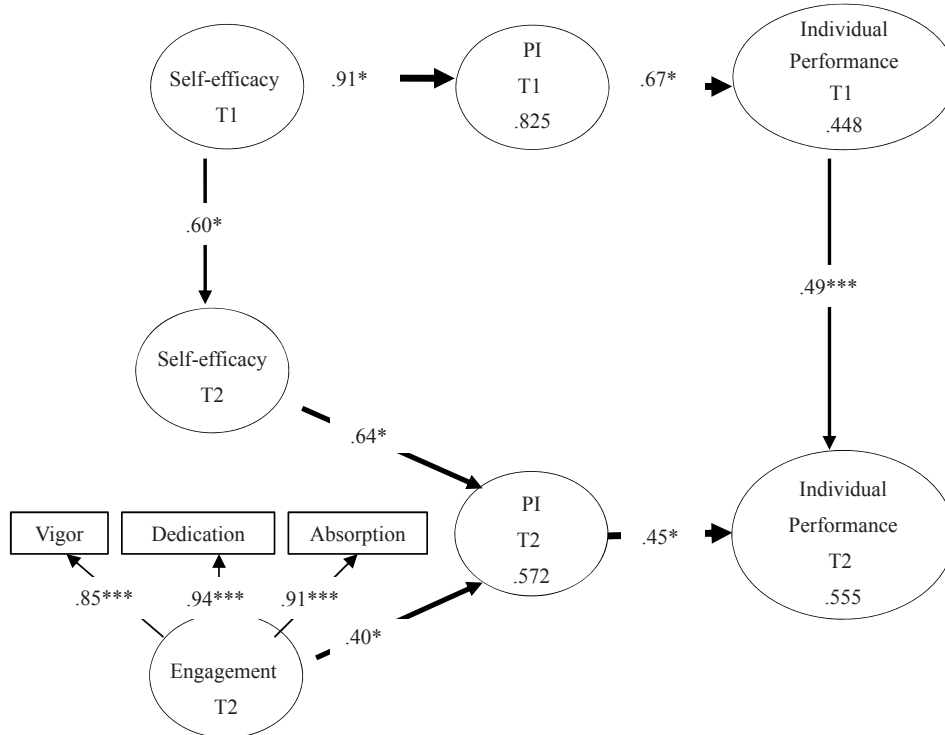 Self-efficacy
T1
.91*
PI
T1
.825
.67*
Individual
Performance
T1
.448
.60*
.49***
Self-efficacy
T2
.64*
PI
T2
.572
.45*
Individual
Performance
T2
.555
Vigor
Dedication
Absorption
.85***
.94***
.91***
.40*
Engagement
T2